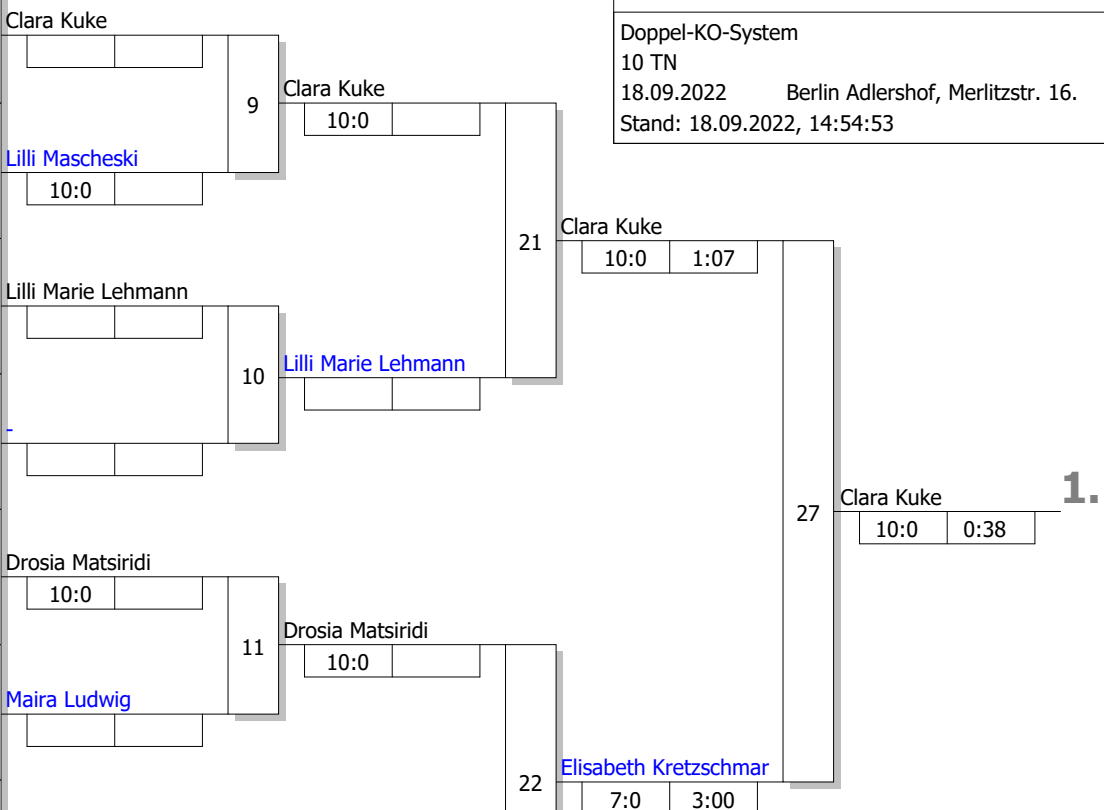 Clara Kuke
Doppel-KO-System
10 TN
18.09.2022 Berlin Adlershof, Merlitzstr. 16.
Stand: 18.09.2022, 14:54:53
9
Clara Kuke
10:0
Lilli Mascheski
10:0
21
Clara Kuke
10:0 1:07
Lilli Marie Lehmann
10
Lilli Marie Lehmann
-
27
Clara Kuke
1.
10:0 0:38
Drosia Matsiridi
10:0
11
Drosia Matsiridi
10:0
Maira Ludwig
22
Elisabeth Kretzschmar
7:0 3:00